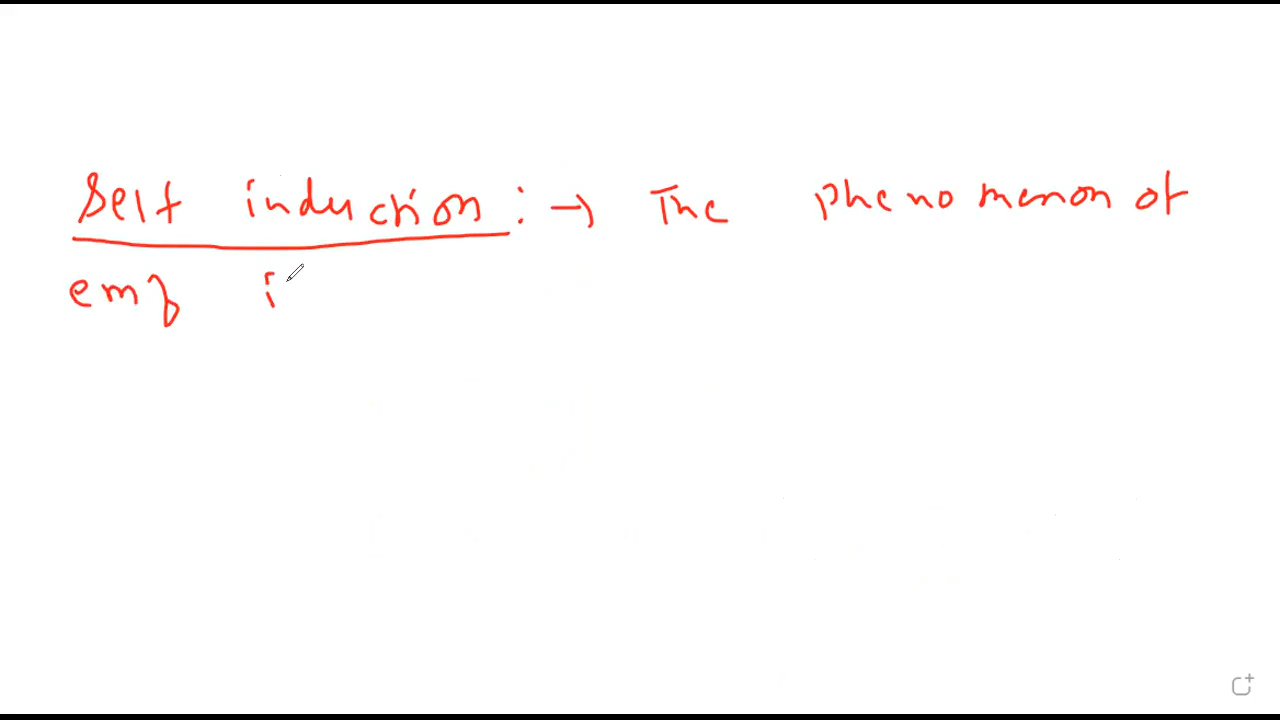 Self induction :→ The phenomenon of
emf i